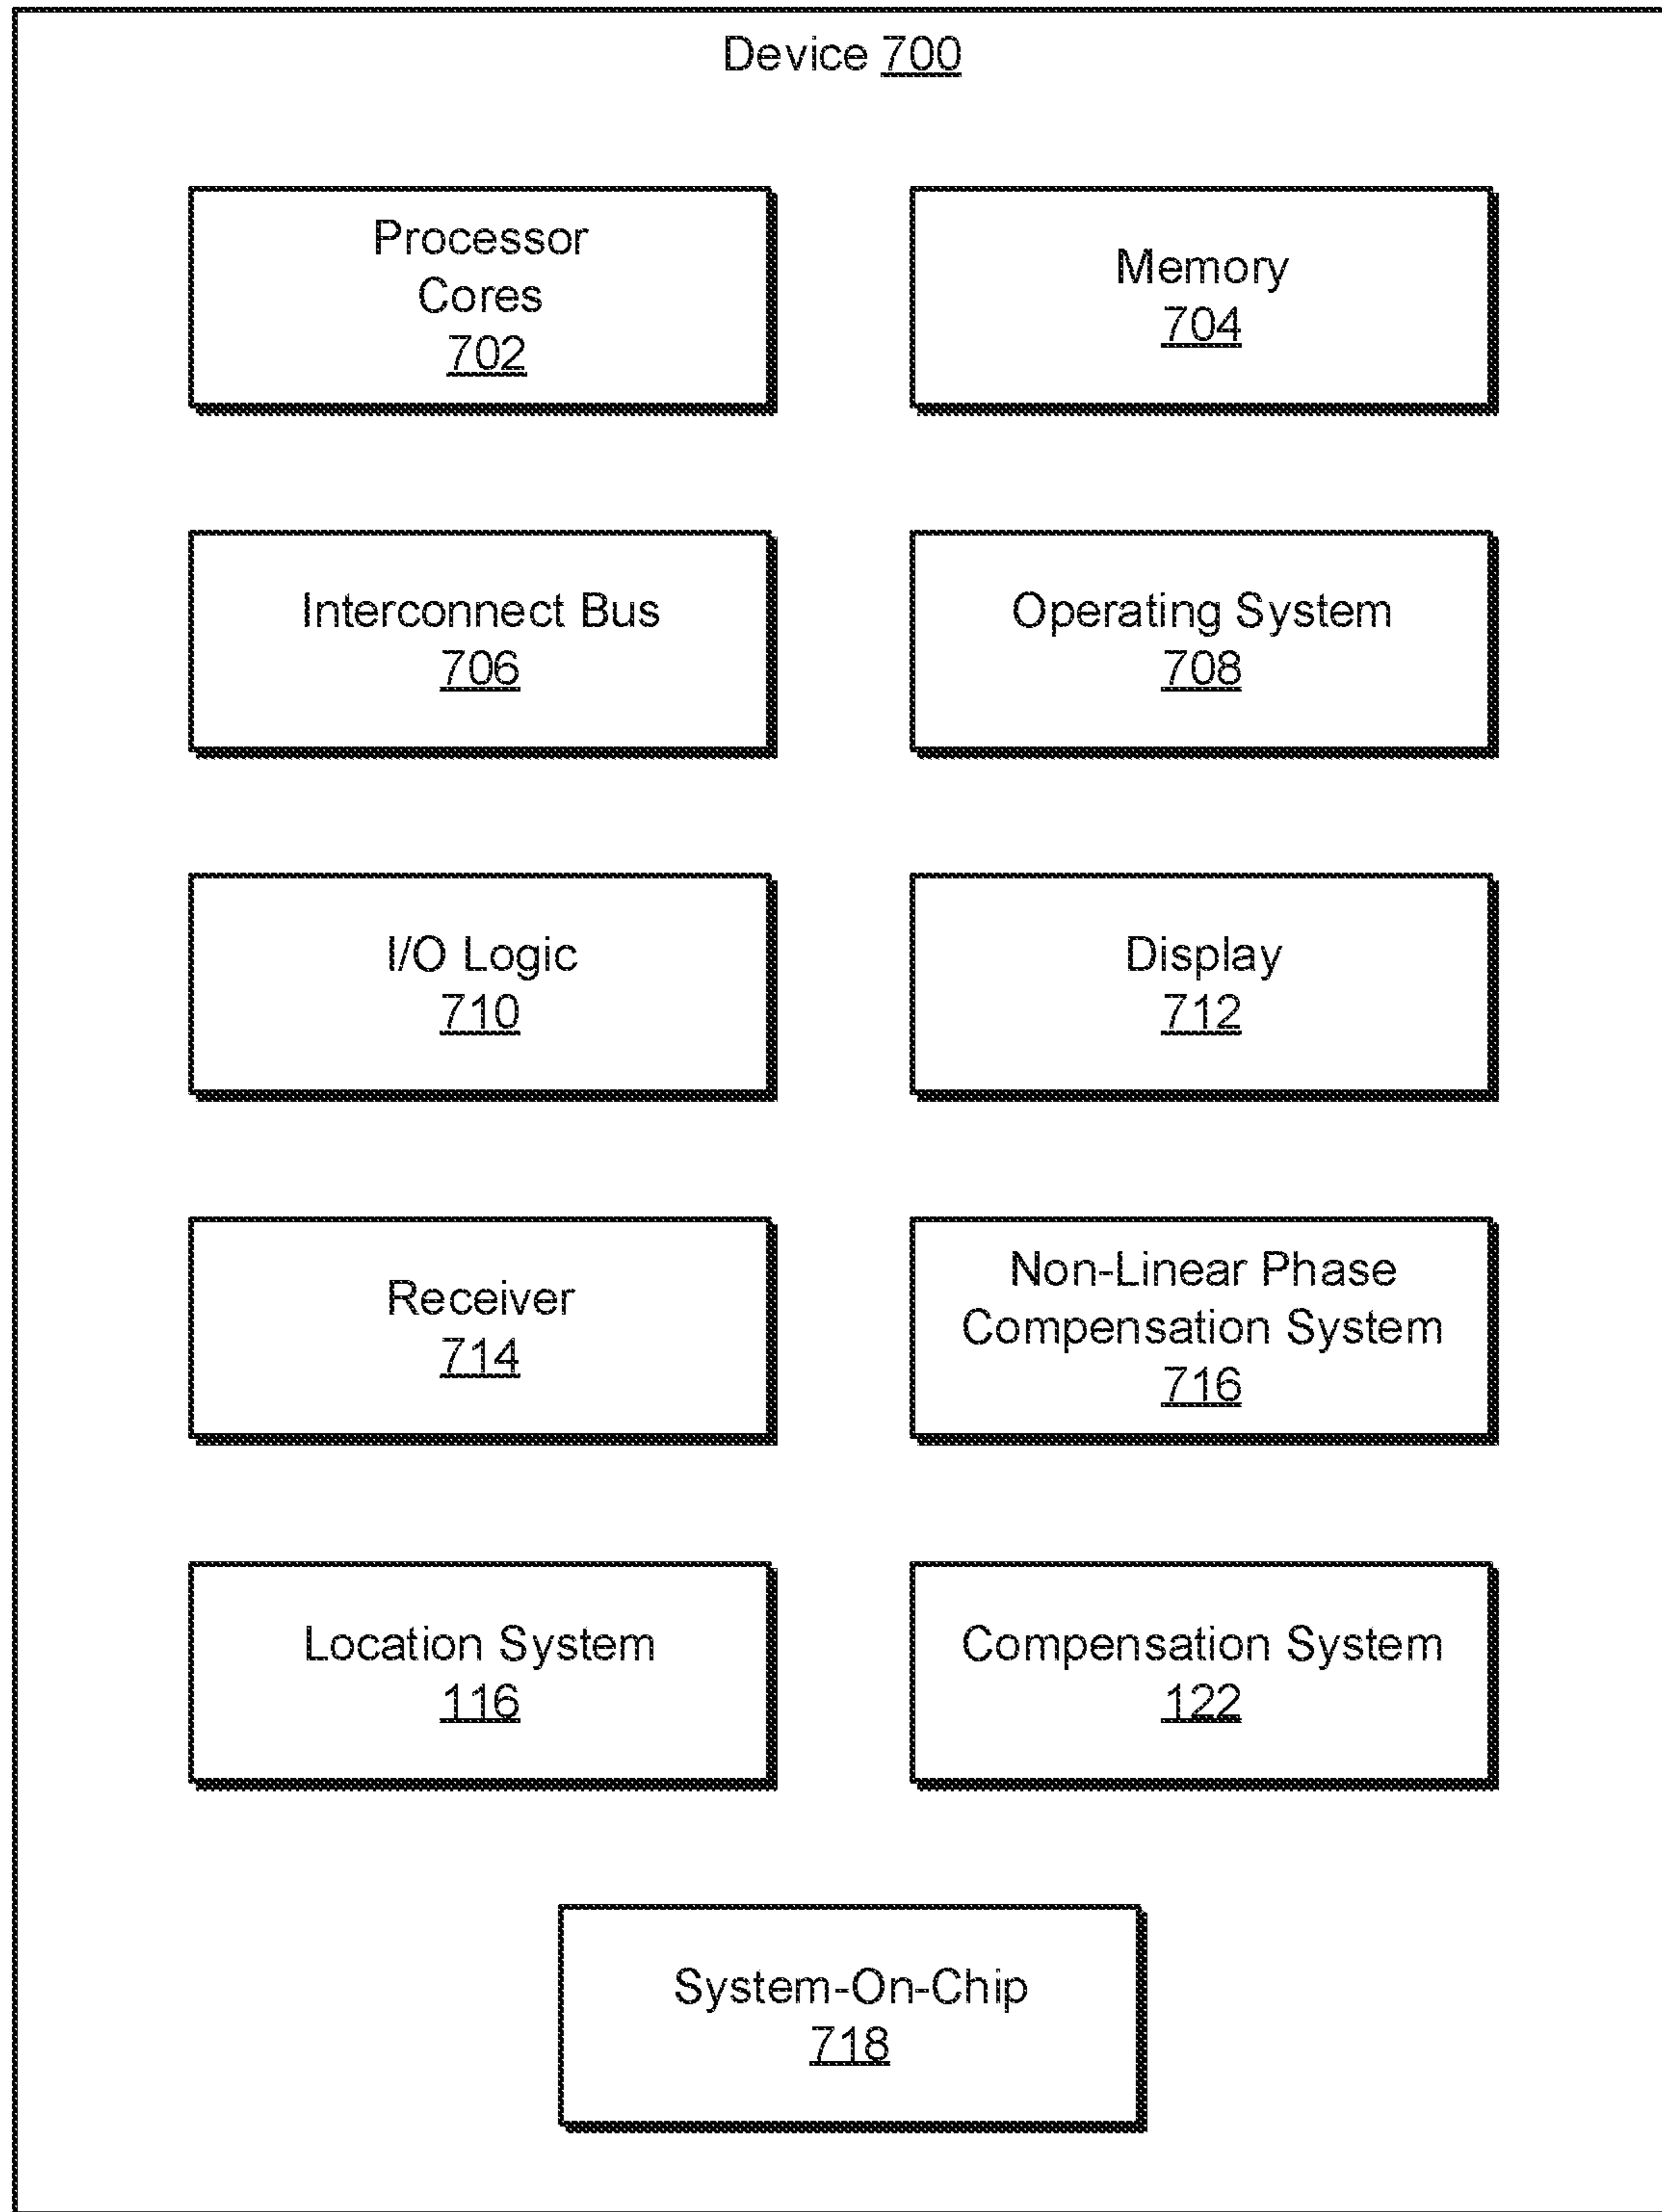 Device 700
Processor
Cores
702
Memory
704
Interconnect Bus
706
Operating System
708
I/O Logic
710
Display
712
Receiver
714
Non-Linear Phase
Compensation System
716
Location System
116
Compensation System
122
System-On-Chip
718